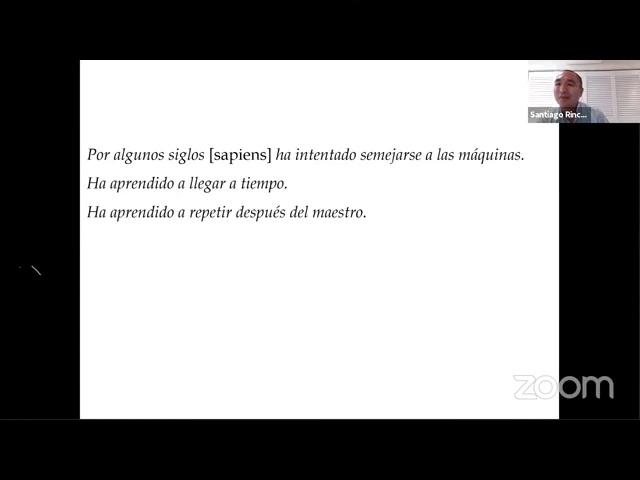 Santiago Rinc...
Por algunos siglos [sapiens] ha intentado semejarse a las máquinas.
Ha aprendido a llegar a tiempo.
Ha aprendido a repetir después del maestro.
zoom